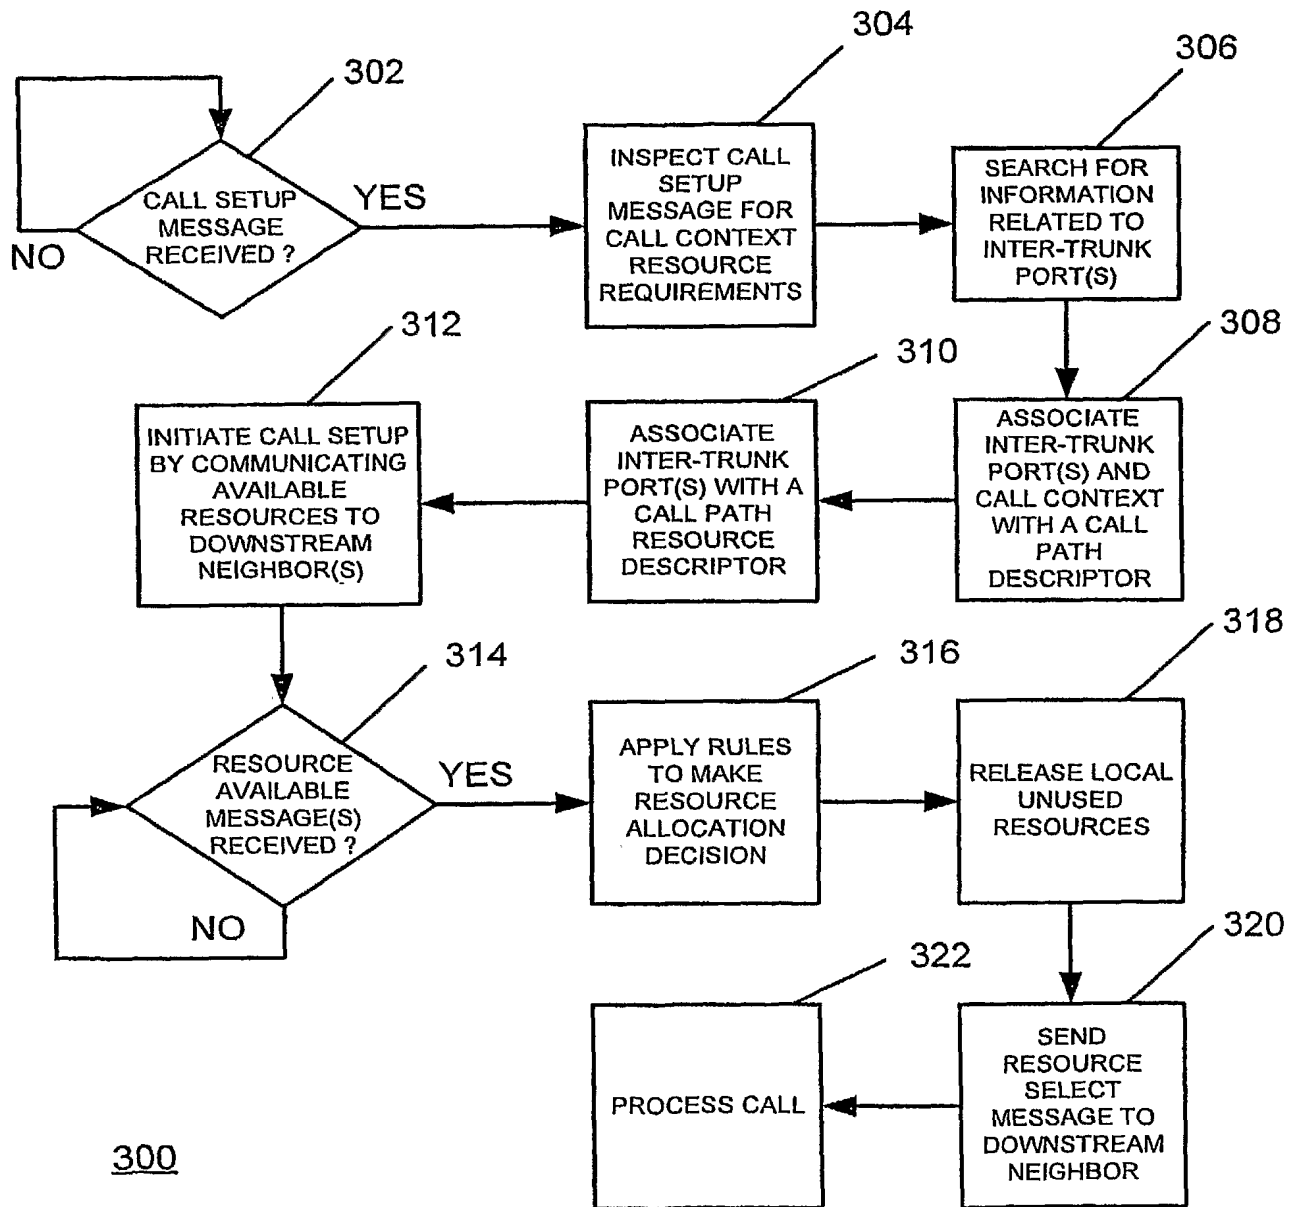 302
304
306
CALL SETUP
MESSAGE
RECEIVED ?
YES
NO
INSPECT CALL
SETUP
MESSAGE FOR
CALL CONTEXT
RESOURCE
REQUIREMENTS
SEARCH FOR
INFORMATION
RELATED TO
INTER-TRUNK
PORT(S)
308
ASSOCIATE
INTER-TRUNK
PORT(S) AND
CALL CONTEXT
WITH A CALL
PATH
DESCRIPTOR
310
ASSOCIATE
INTER-TRUNK
PORT(S) WITH A
CALL PATH
RESOURCE
DESCRIPTOR
312
INITIATE CALL SETUP
BY COMMUNICATING
AVAILABLE
RESOURCES TO
DOWNSTREAM
NEIGHBOR(S)
314
RESOURCE
AVAILABLE
MESSAGE(S)
RECEIVED ?
YES
NO
316
APPLY RULES
TO MAKE
RESOURCE
ALLOCATION
DECISION
318
RELEASE LOCAL
UNUSED
RESOURCES
320
SEND
RESOURCE
SELECT
MESSAGE TO
DOWNSTREAM
NEIGHBOR
322
PROCESS CALL
300